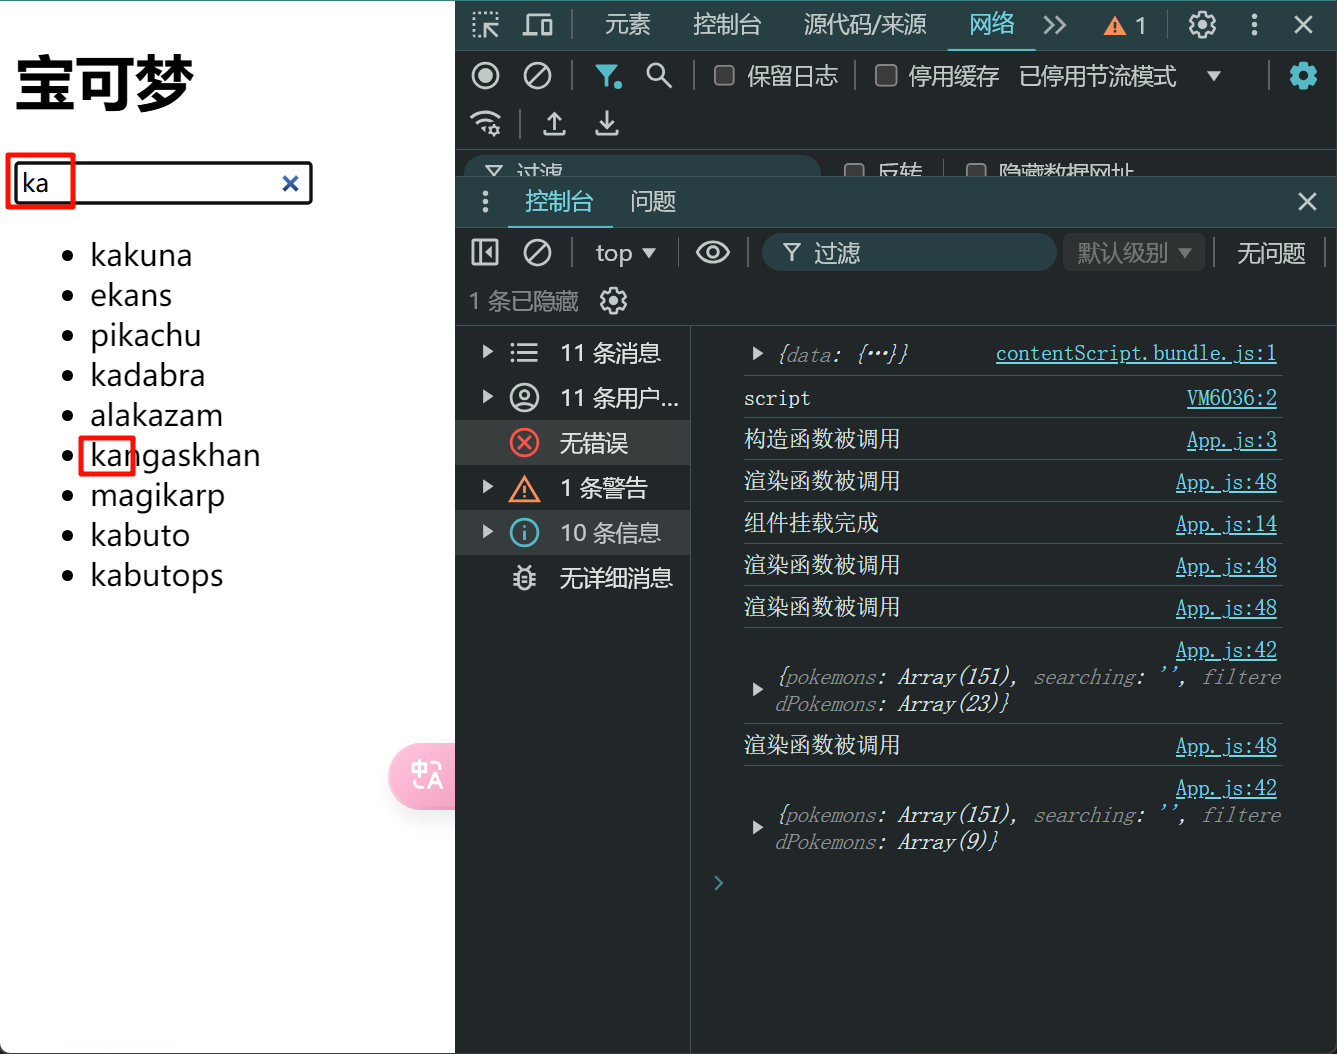 宝可梦
ka
kakuna
ekans
pikachu
kadabra
alakazam
kangaskhan
magikarp
kabuto
kabutops
中A
元素 控制台 源代码/来源 网络 1
保留日志 停用缓存 已停用节流模式
过滤 反转 隐藏数据网址
控制台 问题
top 过滤 默认级别 无问题
1 条已隐藏
11 条消息
11 条用户...
无错误
1 条警告
10 条信息
无详细消息
{data: {…}} contentScript.bundle.js:1
script VM6036:2
构造函数被调用 App.js:3
渲染函数被调用 App.js:48
组件挂载完成 App.js:14
渲染函数被调用 App.js:48
渲染函数被调用 App.js:48
App.js:42
{pokemons: Array(151), searching: '', filtere
dPokemons: Array(23)}
渲染函数被调用 App.js:48
App.js:42
{pokemons: Array(151), searching: '', filtere
dPokemons: Array(9)}